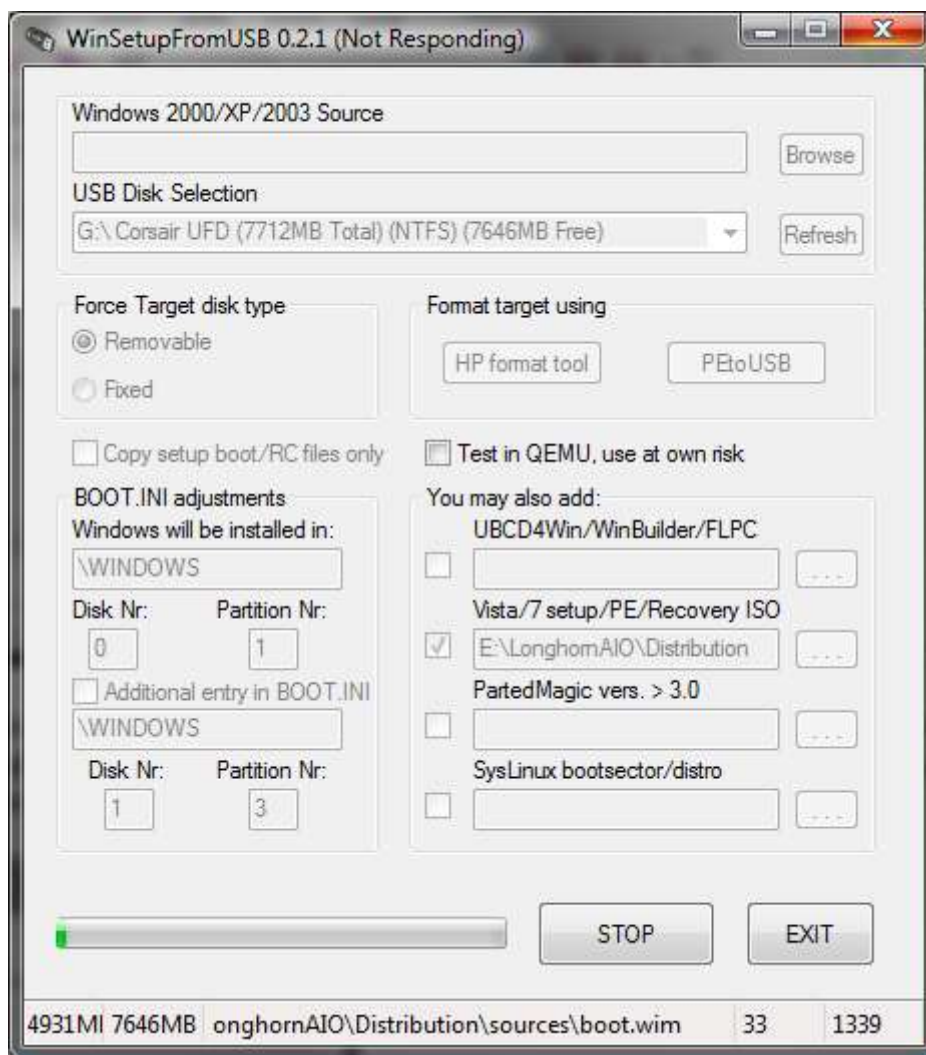 WinSetupFromUSB 0.2.1 (Not Responding)
Windows 2000/XP/2003 Source
Browse
USB Disk Selection
G:\ Corsair UFD (7712MB Total) (NTFS) (7646MB Free)
Refresh
Force Target disk type
Removable
Fixed
Format target using
HP format tool
PEtoUSB
Copy setup boot/RC files only
Test in QEMU, use at own risk
BOOT.INI adjustments
Windows will be installed in:
\WINDOWS
Disk Nr: Partition Nr:
0 1
Additional entry in BOOT.INI
\WINDOWS
Disk Nr: Partition Nr:
1 3
You may also add:
UBCD4Win/WinBuilder/FLPC
...
Vista/7 setup/PE/Recovery ISO
E:\LonghornAIO\Distribution
...
PartedMagic vers. > 3.0
...
SysLinux bootsector/distro
...
STOP
EXIT
4931MI 7646MB onghornAIO\Distribution\sources\boot.wim 33 1339